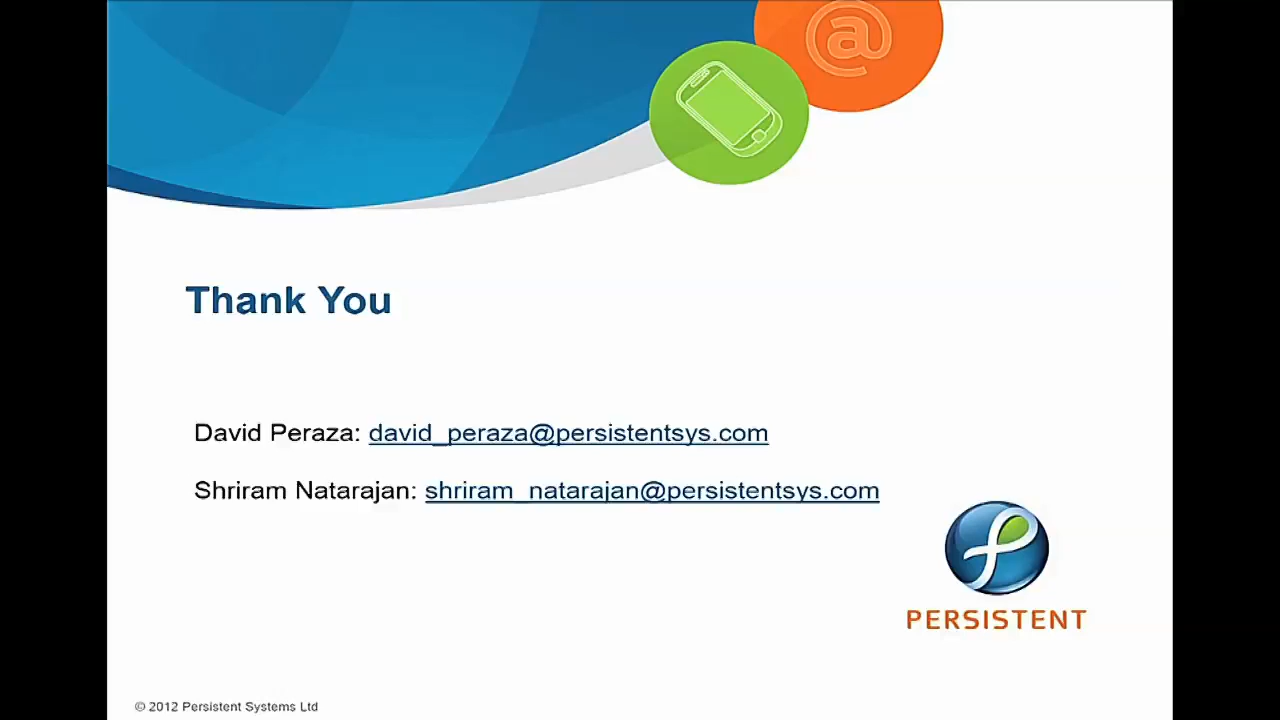 @
Thank You
David Peraza: david_peraza@persistentsys.com
Shriram Natarajan: shriram_natarajan@persistentsys.com
PERSISTENT
© 2012 Persistent Systems Ltd